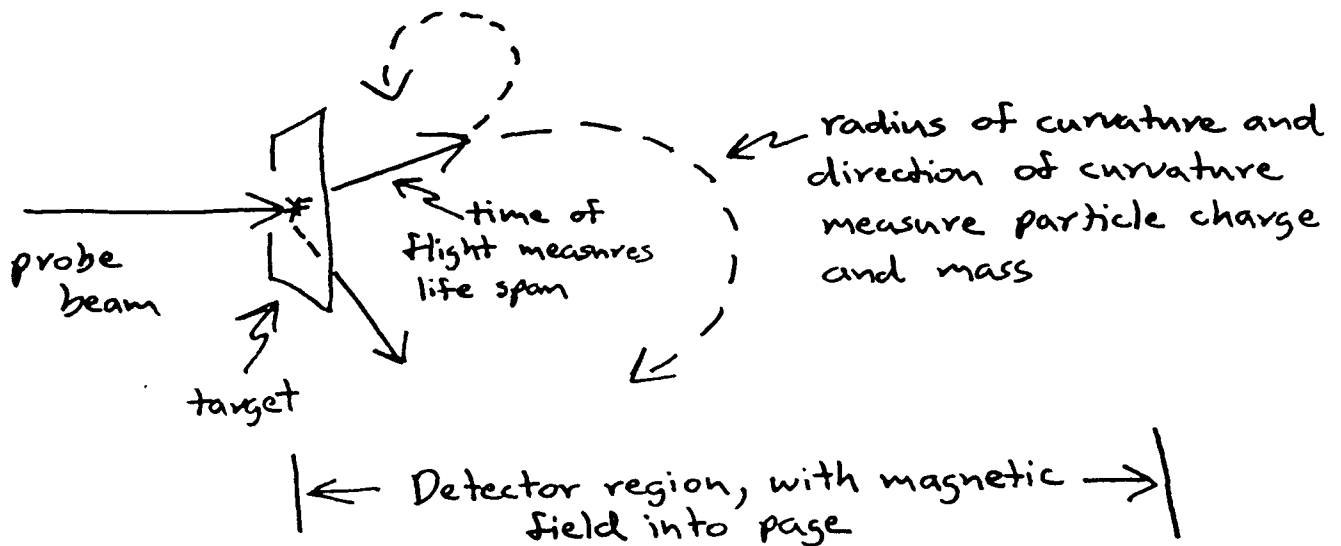 probe
beam
target
time of
flight measures
life span
radius of curvature and
direction of curvature
measure particle charge
and mass
Detector region, with magnetic
field into page